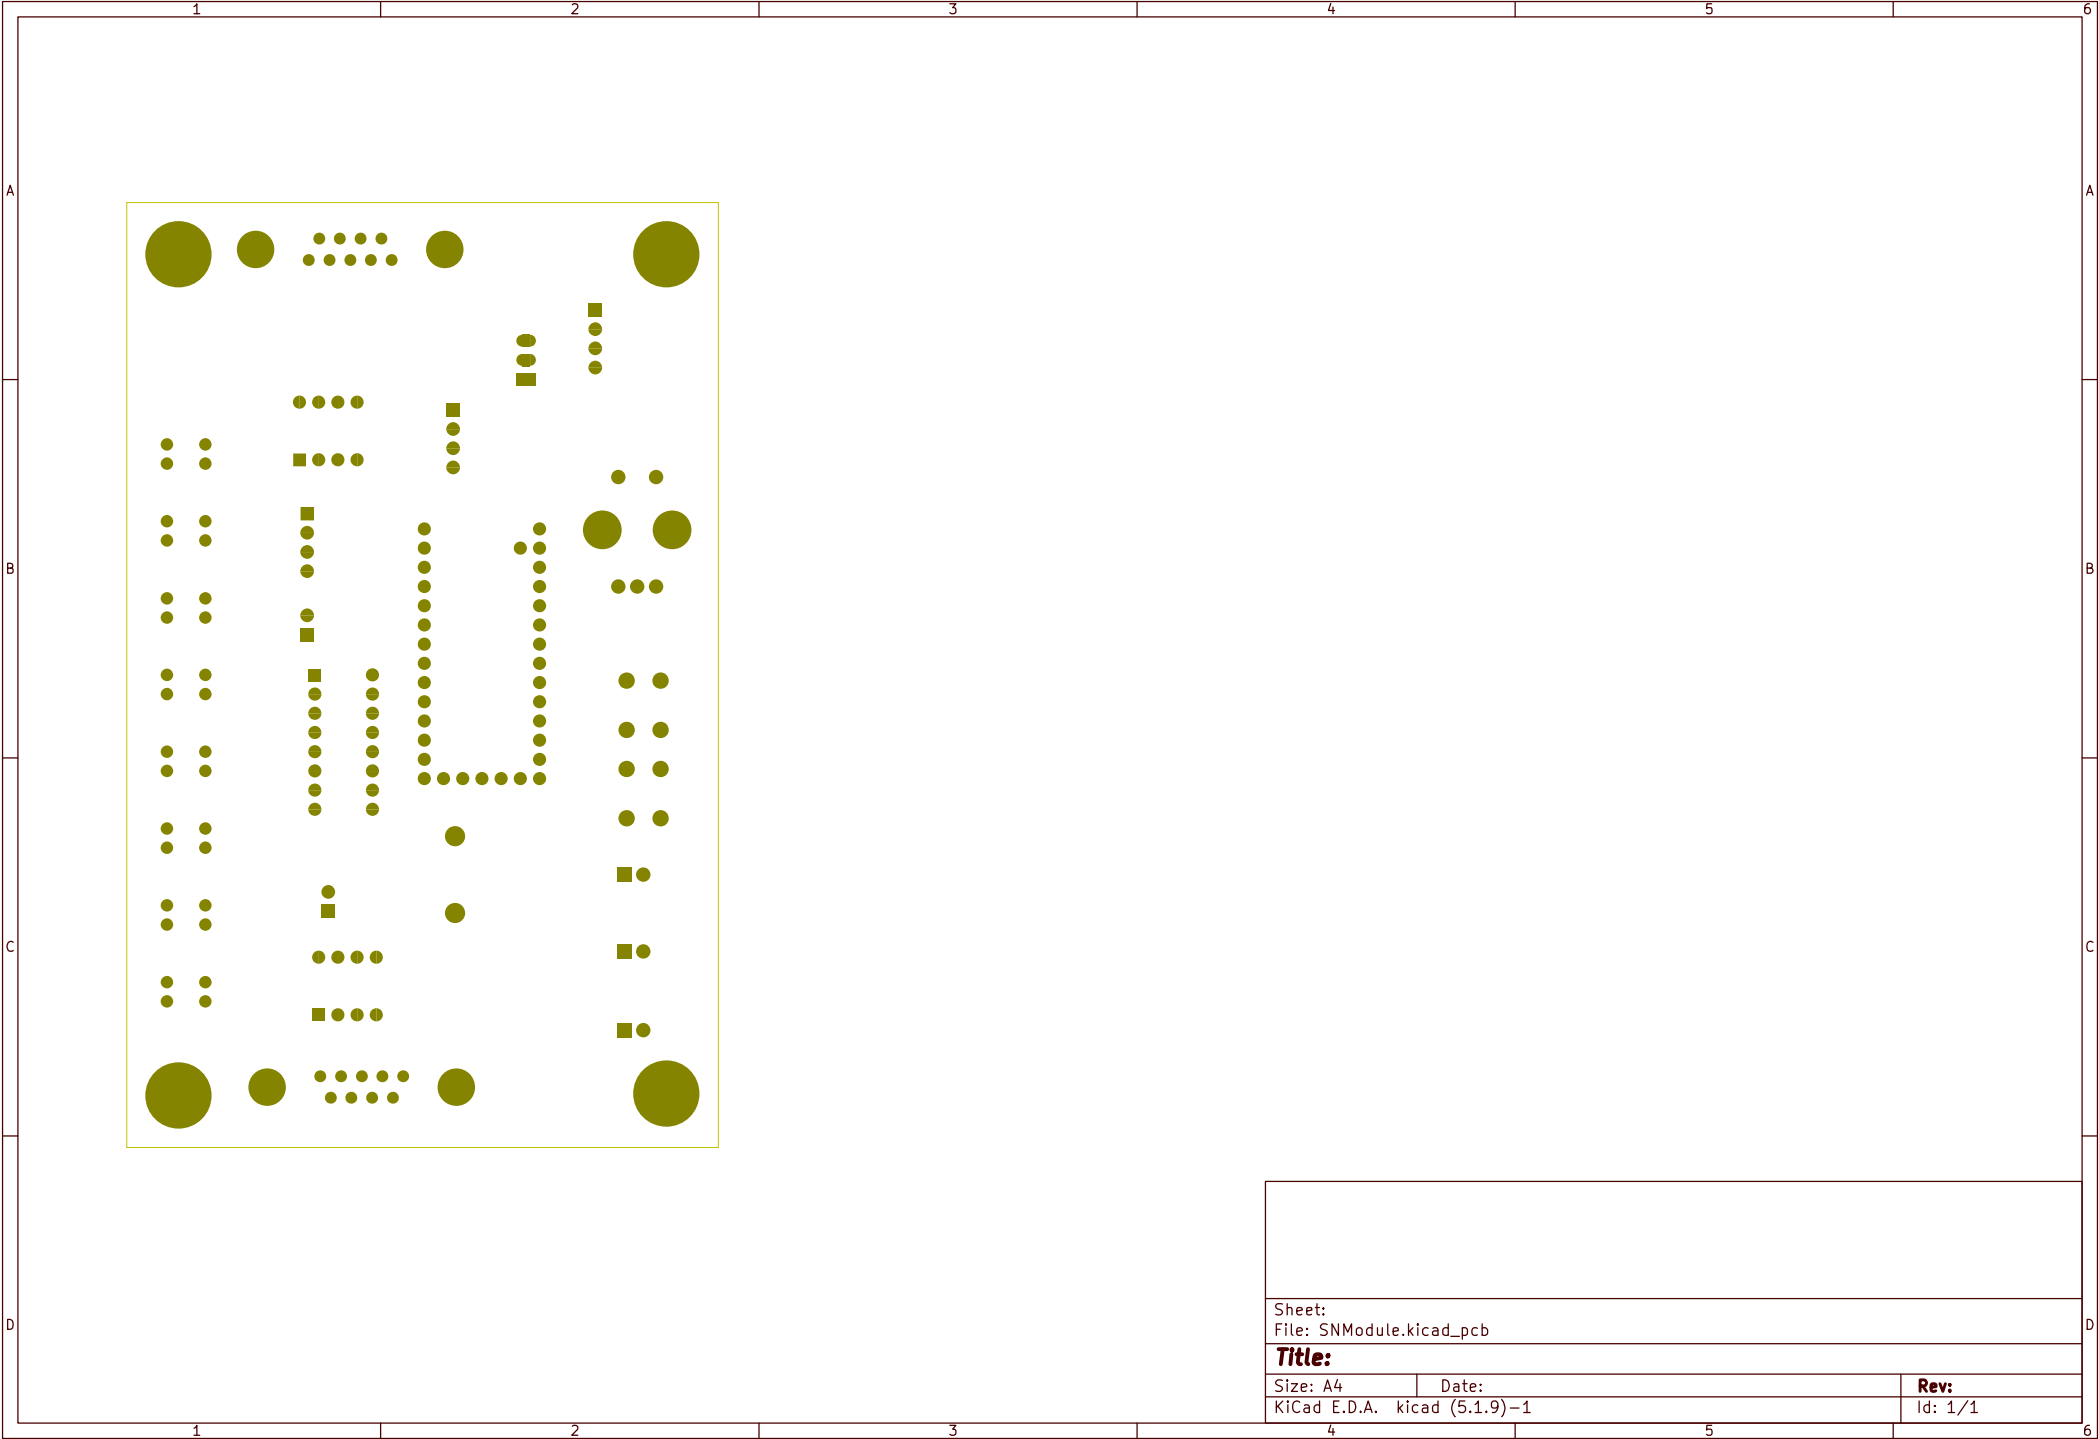 1 2 3 4 5 6
A A
B B
C C
D D
Sheet:
File: SNModule.kicad_pcb
Title:
Size: A4 Date: Rev:
KiCad E.D.A. kicad (5.1.9)-1 Id: 1/1
1 2 3 4 5 6